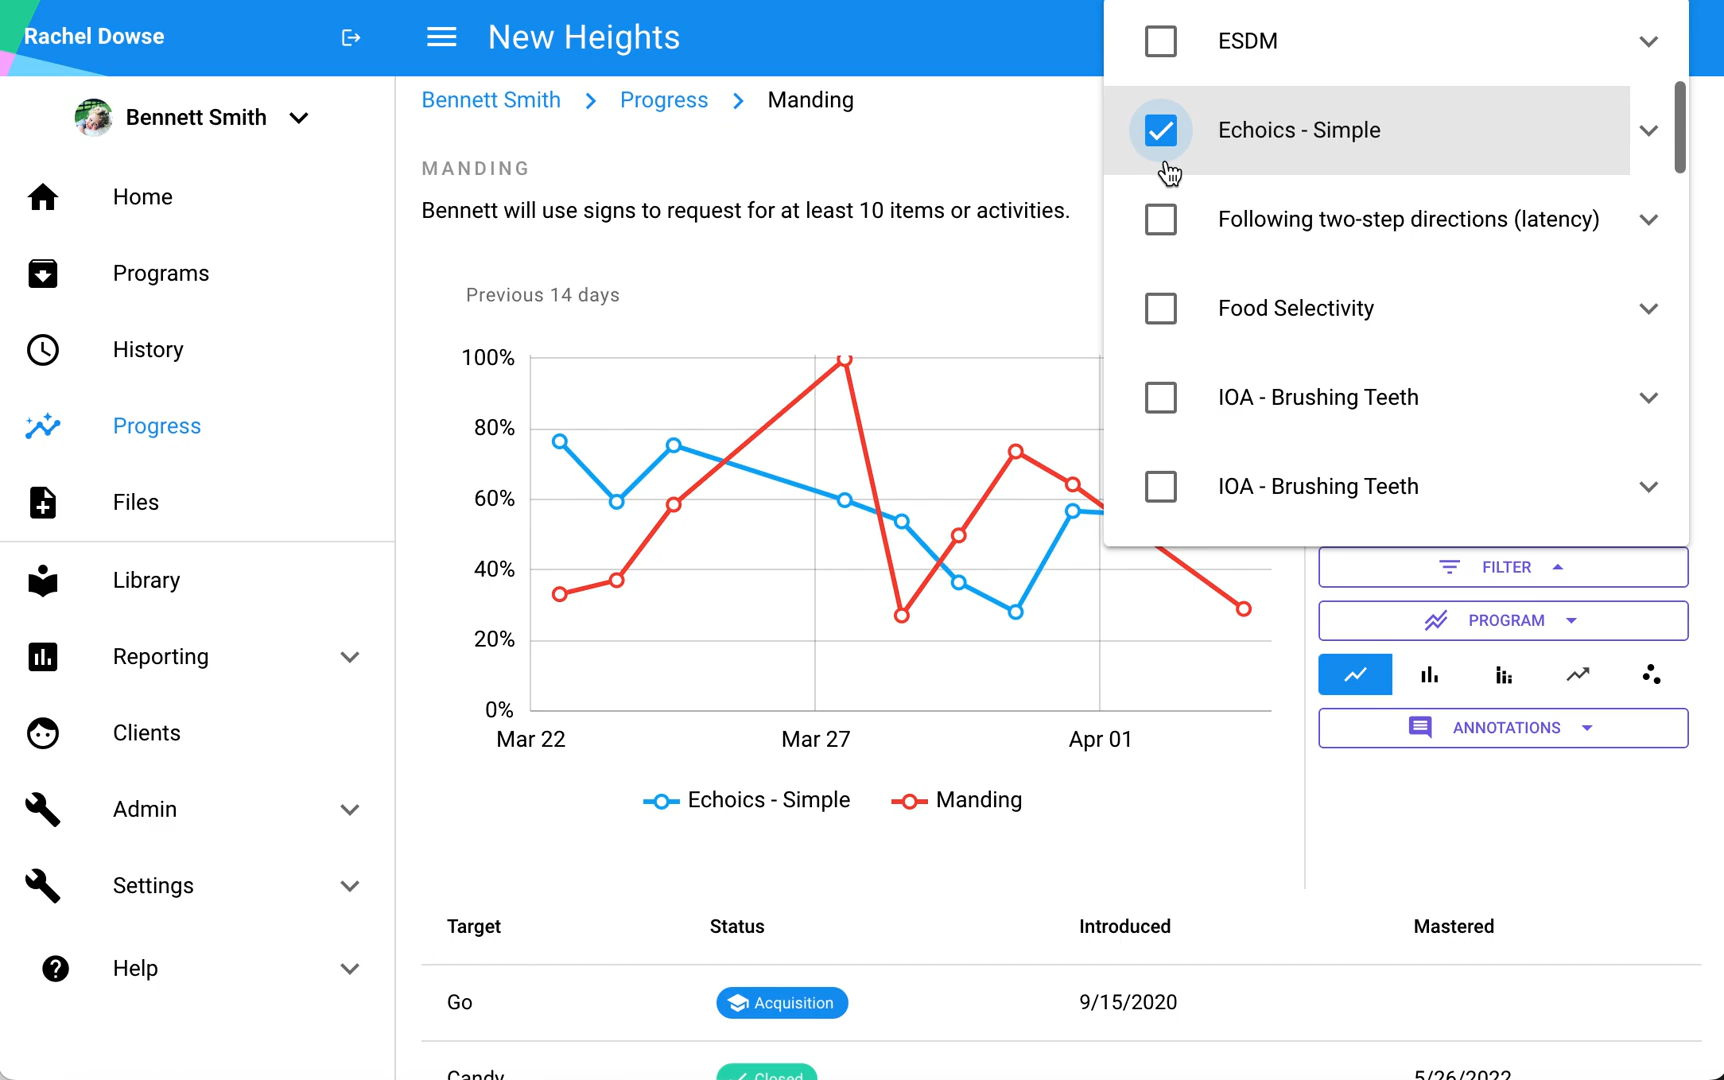 Rachel Dowse
New Heights
Bennett Smith
Home
Programs
History
Progress
Files
Library
Reporting
Clients
Admin
Settings
Help
Bennett Smith > Progress > Manding
MANDING
Bennett will use signs to request for at least 10 items or activities.
Previous 14 days
100%
80%
60%
40%
20%
0%
Mar 22 Mar 27 Apr 01
Echoics - Simple Manding
ESDM
Echoics - Simple
Following two-step directions (latency)
Food Selectivity
IOA - Brushing Teeth
IOA - Brushing Teeth
FILTER
PROGRAM
ANNOTATIONS
Target Status Introduced Mastered
Go Acquisition 9/15/2020
Candy Closed 5/26/2022